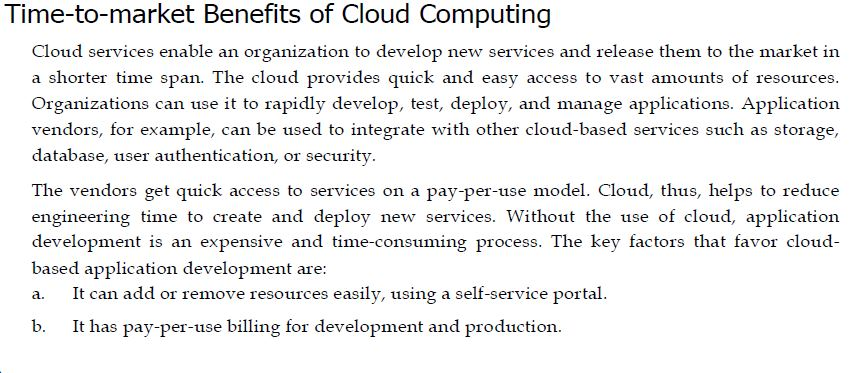 Time-to-market Benefits of Cloud Computing
Cloud services enable an organization to develop new services and release them to the market in
a shorter time span. The cloud provides quick and easy access to vast amounts of resources.
Organizations can use it to rapidly develop, test, deploy, and manage applications. Application
vendors, for example, can be used to integrate with other cloud-based services such as storage,
database, user authentication, or security.
The vendors get quick access to services on a pay-per-use model. Cloud, thus, helps to reduce
engineering time to create and deploy new services. Without the use of cloud, application
development is an expensive and time-consuming process. The key factors that favor cloud-
based application development are:
a. It can add or remove resources easily, using a self-service portal.
b. It has pay-per-use billing for development and production.